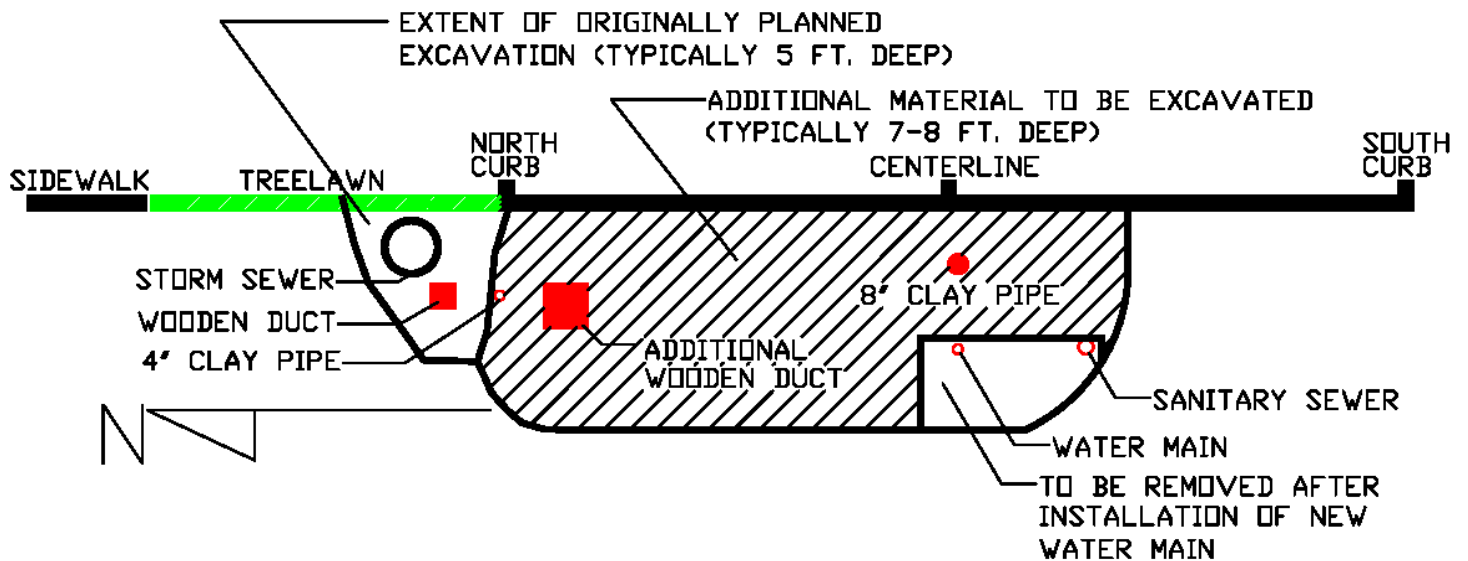 EXTENT OF ORIGINALLY PLANNED
EXCAVATION (TYPICALLY 5 FT. DEEP)
ADDITIONAL MATERIAL TO BE EXCAVATED
(TYPICALLY 7-8 FT. DEEP)
NORTH
CURB
CENTERLINE
SOUTH
CURB
SIDEWALK
TREELAWN
STORM SEWER
WOODEN DUCT
4" CLAY PIPE
8" CLAY PIPE
ADDITIONAL
WOODEN DUCT
SANITARY SEWER
WATER MAIN
TO BE REMOVED AFTER
INSTALLATION OF NEW
WATER MAIN
N